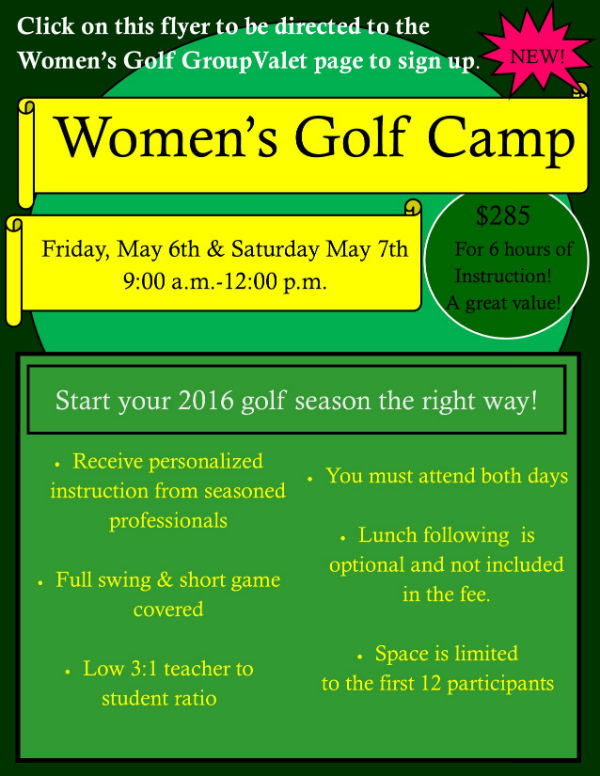 Click on this flyer to be directed to the
Women's Golf GroupValet page to sign up.
NEW!
Women's Golf Camp
Friday, May 6th & Saturday May 7th
9:00 a.m.-12:00 p.m.
$285
For 6 hours of
Instruction!
A great value!
Start your 2016 golf season the right way!
• Receive personalized
instruction from seasoned
professionals
• Full swing & short game
covered
• Low 3:1 teacher to
student ratio
• You must attend both days
• Lunch following is
optional and not included
in the fee.
• Space is limited
to the first 12 participants